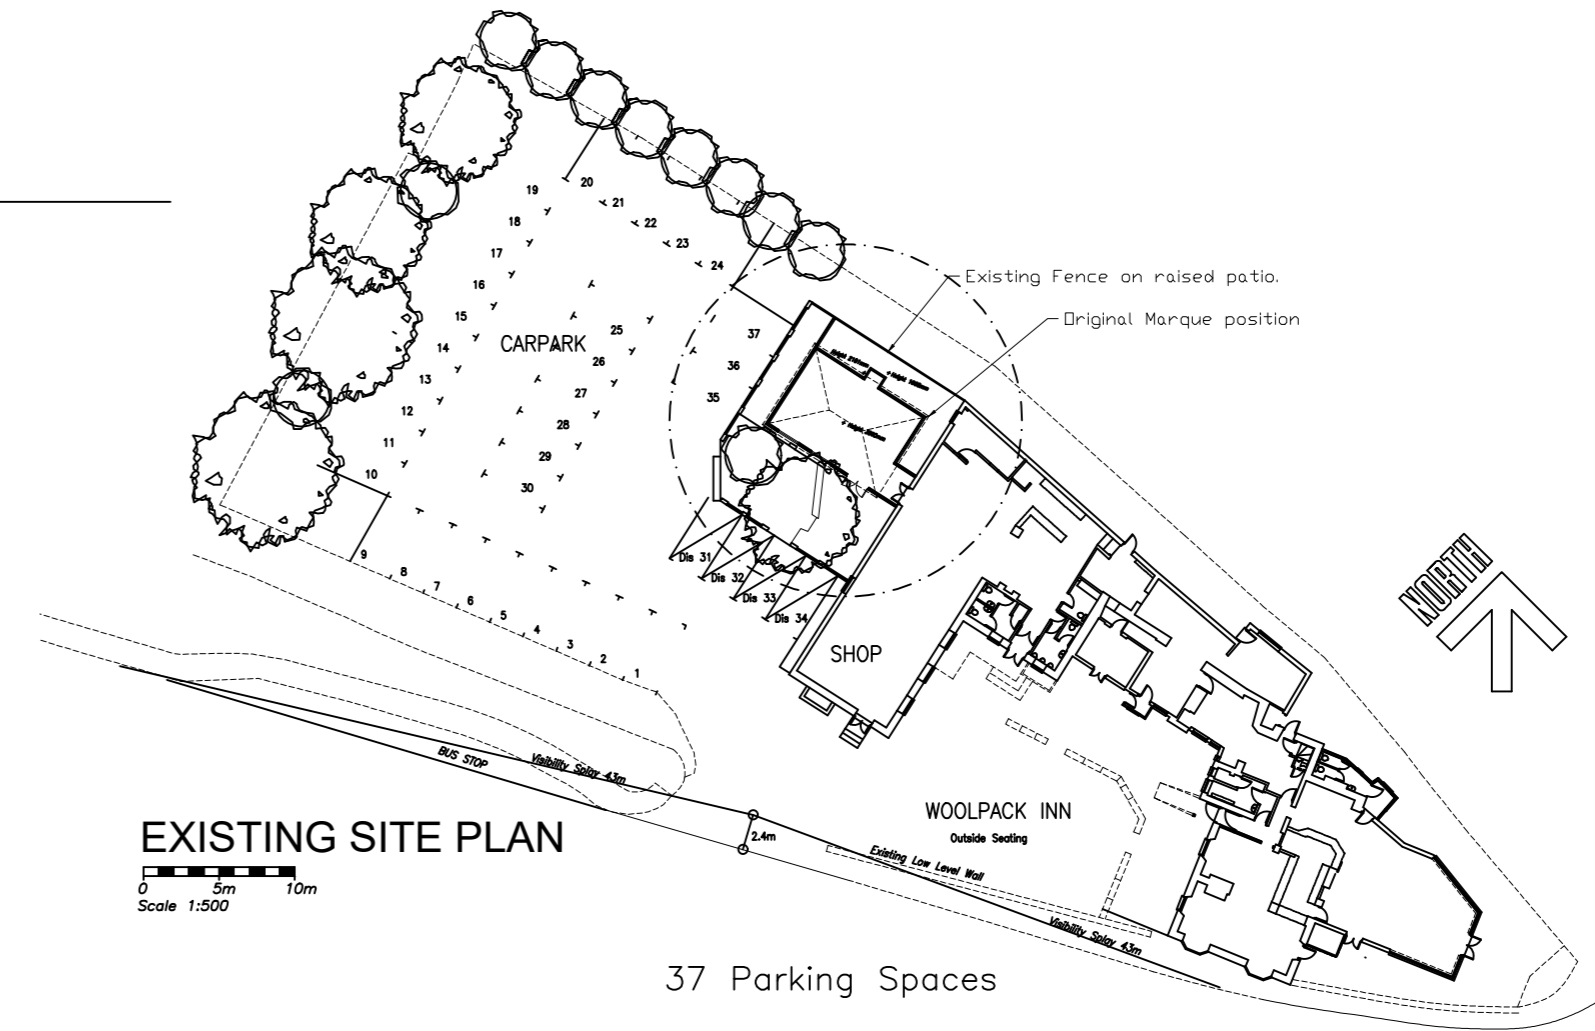 19
20
18
21
17
22
16
23
24
Existing Fence on raised patio.
15
25
37
Original Marque position
14
CARPARK
26
36
13
27
35
12
28
11
29
10
30
9
Dis 31
8
Dis 32
7
Dis 33
6
Dis 34
5
4
3
2
1
SHOP
NORTH
BUS STOP
Visibility Splay 43m
2.4m
WOOLPACK INN
Outside Seating
Existing Low Level Wall
Visibility Splay 43m
EXISTING SITE PLAN
0 5m 10m
Scale 1:500
37 Parking Spaces